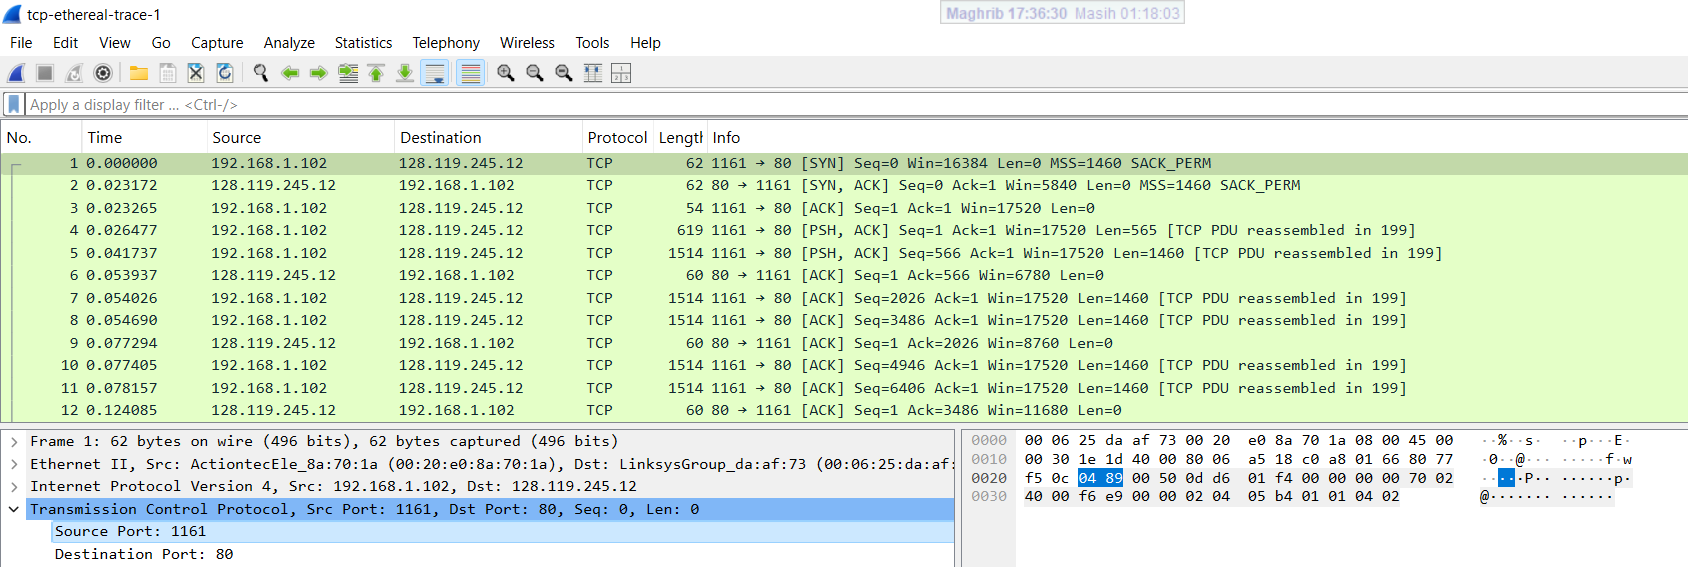 tcp-ethereal-trace-1
Maghrib 17:36:30 Masih 01:18:03
File Edit View Go Capture Analyze Statistics Telephony Wireless Tools Help
Apply a display filter ... <Ctrl-/>
No. Time Source Destination Protocol Length Info
1 0.000000 192.168.1.102 128.119.245.12 TCP 62 1161 → 80 [SYN] Seq=0 Win=16384 Len=0 MSS=1460 SACK_PERM
2 0.023172 128.119.245.12 192.168.1.102 TCP 62 80 → 1161 [SYN, ACK] Seq=0 Ack=1 Win=5840 Len=0 MSS=1460 SACK_PERM
3 0.023265 192.168.1.102 128.119.245.12 TCP 54 1161 → 80 [ACK] Seq=1 Ack=1 Win=17520 Len=0
4 0.026477 192.168.1.102 128.119.245.12 TCP 619 1161 → 80 [PSH, ACK] Seq=1 Ack=1 Win=17520 Len=565 [TCP PDU reassembled in 199]
5 0.041737 192.168.1.102 128.119.245.12 TCP 1514 1161 → 80 [PSH, ACK] Seq=566 Ack=1 Win=17520 Len=1460 [TCP PDU reassembled in 199]
6 0.053937 128.119.245.12 192.168.1.102 TCP 60 80 → 1161 [ACK] Seq=1 Ack=566 Win=6780 Len=0
7 0.054026 192.168.1.102 128.119.245.12 TCP 1514 1161 → 80 [ACK] Seq=2026 Ack=1 Win=17520 Len=1460 [TCP PDU reassembled in 199]
8 0.054690 192.168.1.102 128.119.245.12 TCP 1514 1161 → 80 [ACK] Seq=3486 Ack=1 Win=17520 Len=1460 [TCP PDU reassembled in 199]
9 0.077294 128.119.245.12 192.168.1.102 TCP 60 80 → 1161 [ACK] Seq=1 Ack=2026 Win=8760 Len=0
10 0.077405 192.168.1.102 128.119.245.12 TCP 1514 1161 → 80 [ACK] Seq=4946 Ack=1 Win=17520 Len=1460 [TCP PDU reassembled in 199]
11 0.078157 192.168.1.102 128.119.245.12 TCP 1514 1161 → 80 [ACK] Seq=6406 Ack=1 Win=17520 Len=1460 [TCP PDU reassembled in 199]
12 0.124085 128.119.245.12 192.168.1.102 TCP 60 80 → 1161 [ACK] Seq=1 Ack=3486 Win=11680 Len=0
Frame 1: 62 bytes on wire (496 bits), 62 bytes captured (496 bits)
Ethernet II, Src: ActiontecEle_8a:70:1a (00:20:e0:8a:70:1a), Dst: LinksysGroup_da:af:73 (00:06:25:da:af:
Internet Protocol Version 4, Src: 192.168.1.102, Dst: 128.119.245.12
Transmission Control Protocol, Src Port: 1161, Dst Port: 80, Seq: 0, Len: 0
Source Port: 1161
Destination Port: 80
0000 00 06 25 da af 73 00 20 e0 8a 70 1a 08 00 45 00 ··%··s· ··p···E·
0010 00 30 1e 1d 40 00 80 06 a5 18 c0 a8 01 66 80 77 ·0··@··· ·····f·w
0020 f5 0c 04 89 00 50 0d d6 01 f4 00 00 00 00 70 02 ·····P·· ······p·
0030 40 00 f6 e9 00 00 02 04 05 b4 01 01 04 02 @······· ······